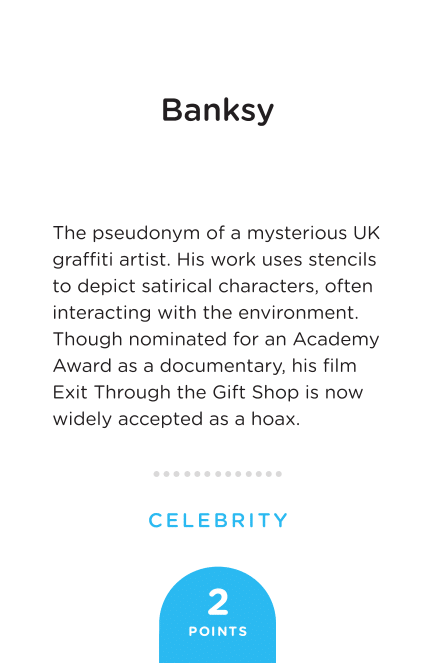 Banksy
The pseudonym of a mysterious UK
graffiti artist. His work uses stencils
to depict satirical characters, often
interacting with the environment.
Though nominated for an Academy
Award as a documentary, his film
Exit Through the Gift Shop is now
widely accepted as a hoax.
CELEBRITY
2
POINTS